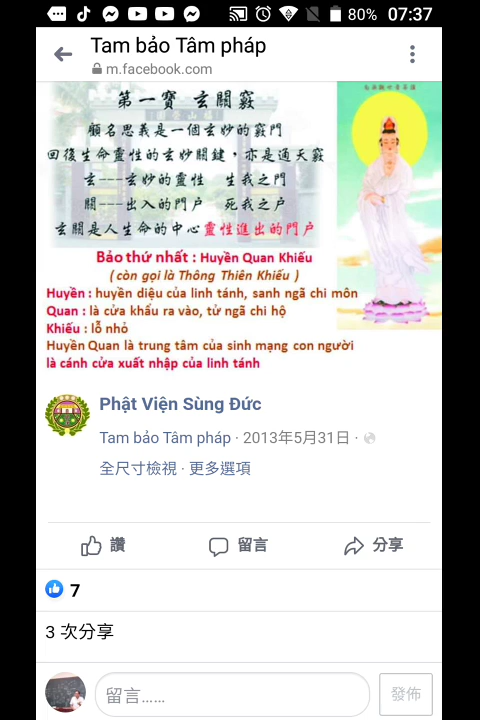 80% 07:37
Tam bảo Tâm pháp
m.facebook.com
第一寶 玄關竅
顧名思義是一個玄妙的竅門
回復生命靈性的玄妙關鍵，亦是通天竅
玄---玄妙的靈性 生我之門
關---出入的門戶 死我之戶
玄關是人生命的中心靈性進出的門戶
Bảo thứ nhất : Huyền Quan Khiếu
( còn gọi là Thông Thiên Khiếu )
Huyền : huyền diệu của linh tánh, sanh ngã chi môn
Quan : là cửa khẩu ra vào, tử ngã chi hộ
Khiếu : lỗ nhỏ
Huyền Quan là trung tâm của sinh mạng con người
là cánh cửa xuất nhập của linh tánh
Phật Viện Sùng Đức
Tam bảo Tâm pháp · 2013年5月31日 ·
全尺寸檢視 · 更多選項
讚 留言 分享
7
3 次分享
留言…… 發佈